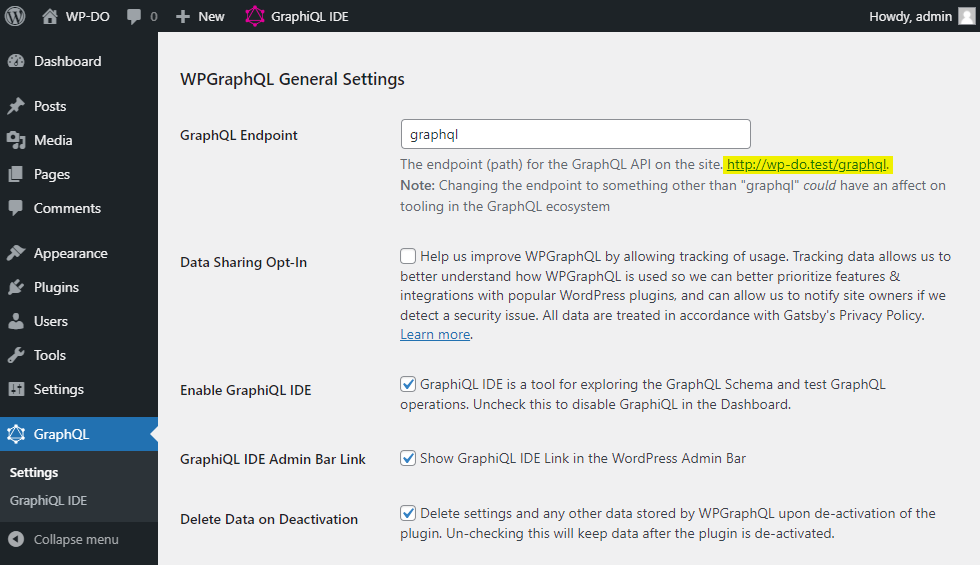 WP-DO 0 New GraphiQL IDE Howdy, admin
Dashboard
Posts
Media
Pages
Comments
Appearance
Plugins
Users
Tools
Settings
GraphQL
Settings
GraphiQL IDE
Collapse menu
WPGraphQL General Settings
GraphQL Endpoint
graphql
The endpoint (path) for the GraphQL API on the site. http://wp-do.test/graphql.
Note: Changing the endpoint to something other than "graphql" could have an affect on
tooling in the GraphQL ecosystem
Data Sharing Opt-In
Help us improve WPGraphQL by allowing tracking of usage. Tracking data allows us to
better understand how WPGraphQL is used so we can better prioritize features &
integrations with popular WordPress plugins, and can allow us to notify site owners if we
detect a security issue. All data are treated in accordance with Gatsby's Privacy Policy.
Learn more.
Enable GraphiQL IDE
GraphiQL IDE is a tool for exploring the GraphQL Schema and test GraphQL
operations. Uncheck this to disable GraphiQL in the Dashboard.
GraphiQL IDE Admin Bar Link
Show GraphiQL IDE Link in the WordPress Admin Bar
Delete Data on Deactivation
Delete settings and any other data stored by WPGraphQL upon de-activation of the
plugin. Un-checking this will keep data after the plugin is de-activated.